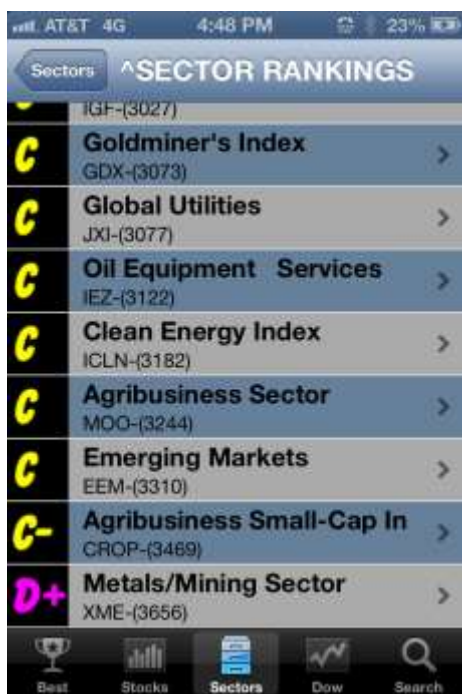 AT&T 4G 4:48 PM 23%
Sectors ^SECTOR RANKINGS
IGF-(3027)
C Goldminer's Index
GDX-(3073)
C Global Utilities
JXI-(3077)
C Oil Equipment Services
IEZ-(3122)
C Clean Energy Index
ICLN-(3182)
C Agribusiness Sector
MOO-(3244)
C Emerging Markets
EEM-(3310)
C- Agribusiness Small-Cap In
CROP-(3469)
D+ Metals/Mining Sector
XME-(3656)
Best Stocks Sectors Dow Search